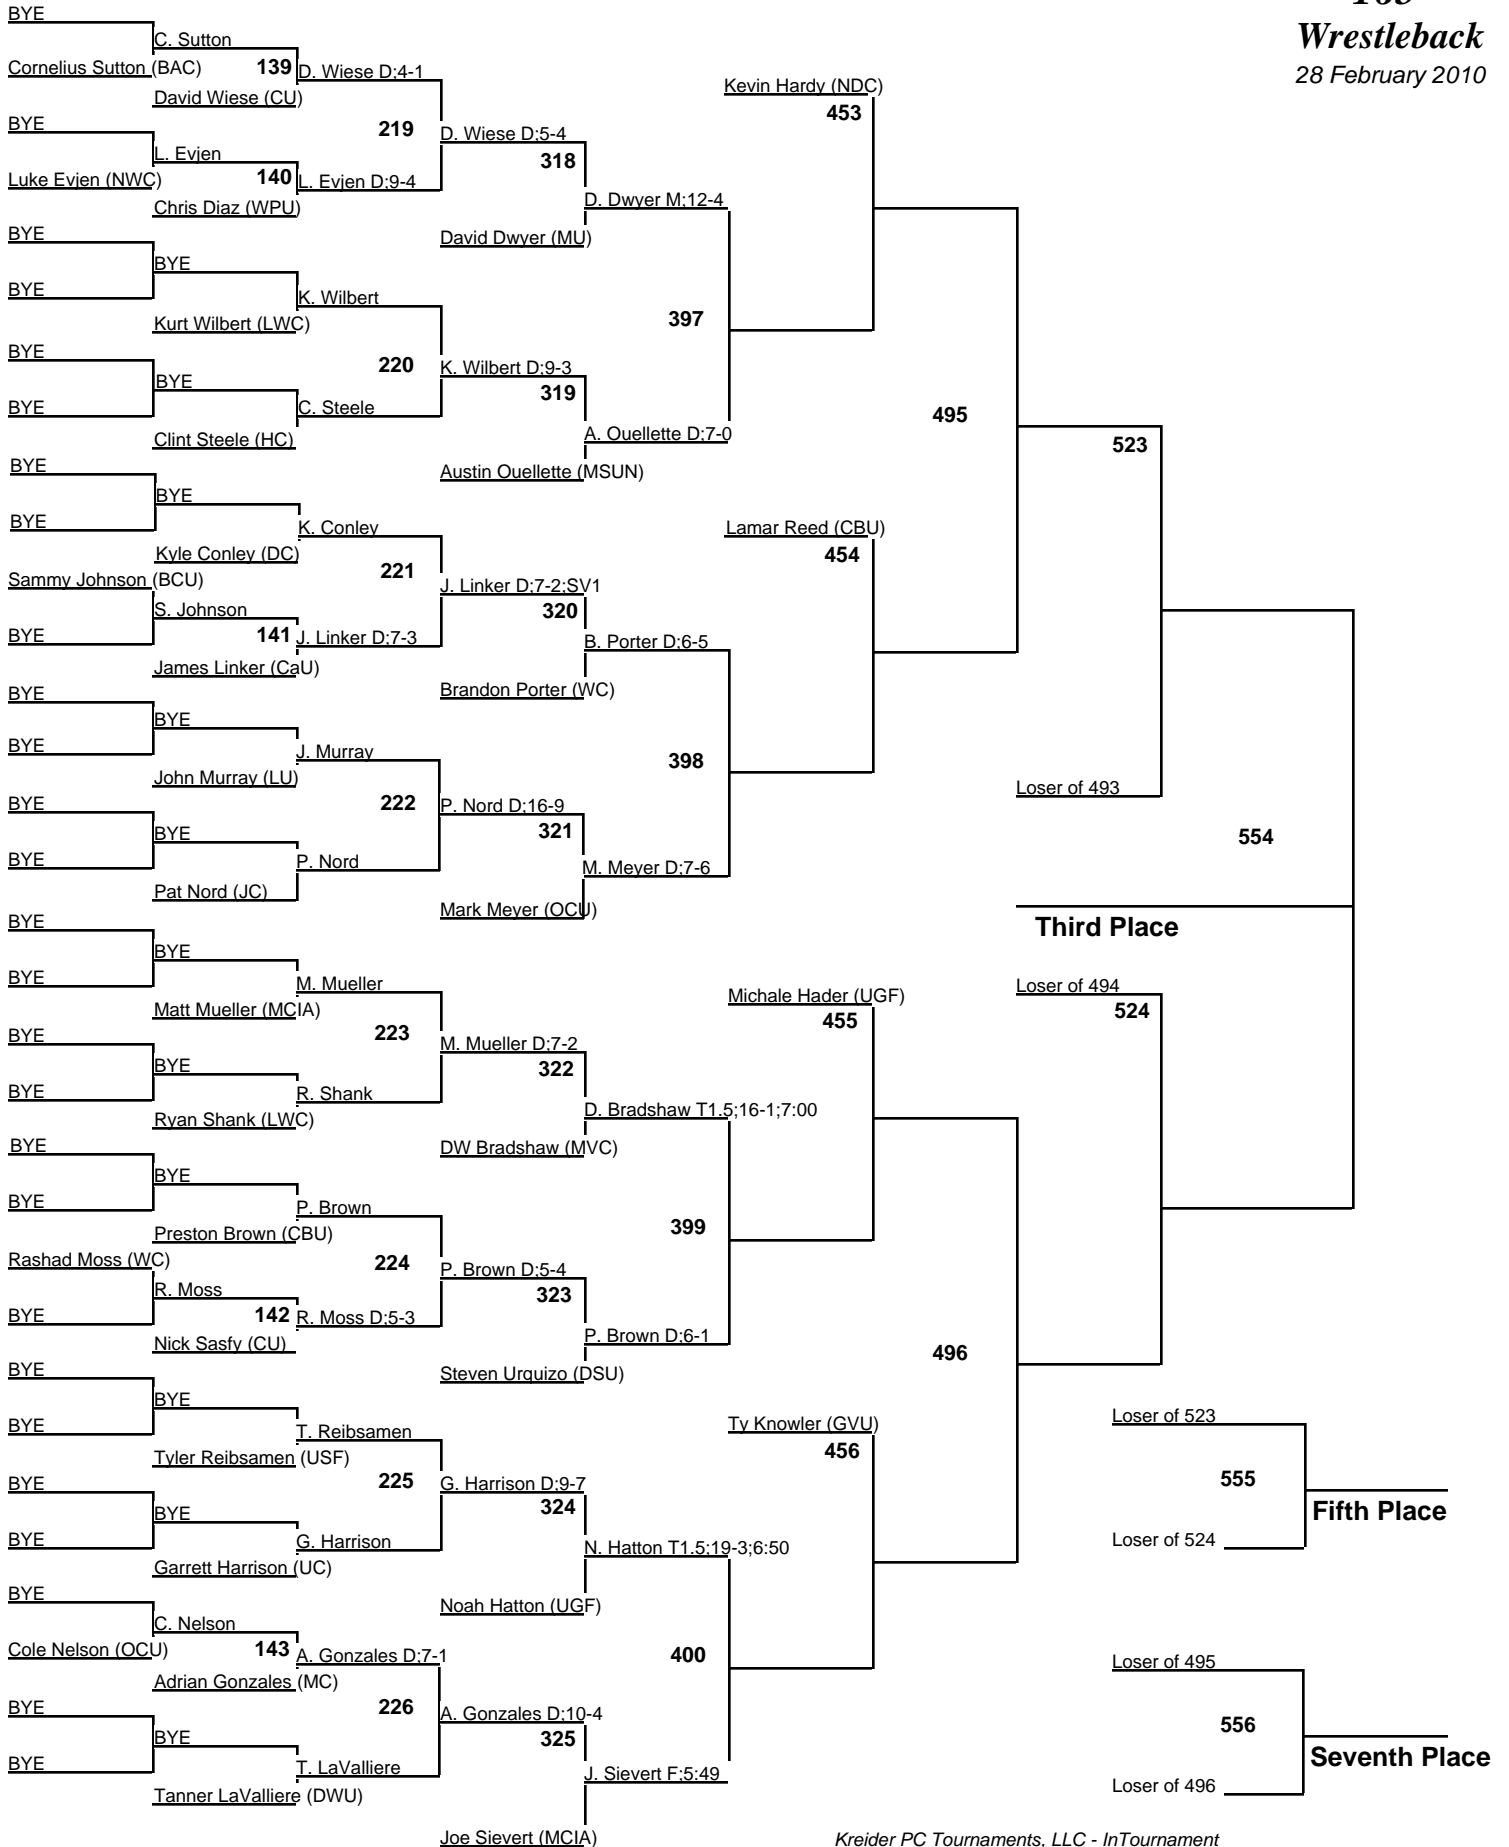 165
Wrestleback
28 February 2010
BYE
C. Sutton
Cornelius Sutton (BAC)
139
D. Wiese D;4-1
David Wiese (CU)
219
BYE
D. Wiese D;5-4
318
L. Evjen
Luke Evjen (NWC)
140
L. Evjen D;9-4
Chris Diaz (WPU)
D. Dwyer M;12-4
David Dwyer (MU)
Kevin Hardy (NDC)
453
BYE
BYE
BYE
K. Wilbert
Kurt Wilbert (LWC)
397
BYE
220
K. Wilbert D;9-3
319
BYE
BYE
C. Steele
Clint Steele (HC)
A. Ouellette D;7-0
Austin Ouellette (MSUN)
495
523
BYE
BYE
BYE
K. Conley
Kyle Conley (DC)
Lamar Reed (CBU)
454
221
Sammy Johnson (BCU)
J. Linker D;7-2;SV1
320
S. Johnson
BYE
141
J. Linker D;7-3
James Linker (CaU)
B. Porter D;6-5
Brandon Porter (WC)
BYE
BYE
BYE
J. Murray
John Murray (LU)
398
Loser of 493
BYE
222
P. Nord D;16-9
321
BYE
BYE
P. Nord
Pat Nord (JC)
M. Meyer D;7-6
Mark Meyer (OCU)
554
Third Place
BYE
BYE
BYE
M. Mueller
Matt Mueller (MCIA)
Michale Hader (UGF)
455
Loser of 494
524
BYE
223
M. Mueller D;7-2
322
BYE
BYE
R. Shank
Ryan Shank (LWC)
D. Bradshaw T1.5;16-1;7:00
DW Bradshaw (MVC)
BYE
BYE
BYE
P. Brown
Preston Brown (CBU)
399
Rashad Moss (WC)
224
P. Brown D;5-4
323
R. Moss
BYE
142
R. Moss D;5-3
Nick Sasfy (CU)
P. Brown D;6-1
Steven Urquizo (DSU)
496
BYE
BYE
BYE
T. Reibsamen
Tyler Reibsamen (USF)
Ty Knowler (GVU)
456
Loser of 523
555
Fifth Place
Loser of 524
BYE
225
G. Harrison D;9-7
324
BYE
BYE
G. Harrison
Garrett Harrison (UC)
N. Hatton T1.5;19-3;6:50
Noah Hatton (UGF)
BYE
C. Nelson
Cole Nelson (OCU)
143
A. Gonzales D;7-1
Adrian Gonzales (MC)
400
Loser of 495
556
Seventh Place
Loser of 496
BYE
226
A. Gonzales D;10-4
325
BYE
BYE
T. LaValliere
Tanner LaValliere (DWU)
J. Sievert F;5:49
Joe Sievert (MCIA)
Kreider PC Tournaments, LLC - InTournament